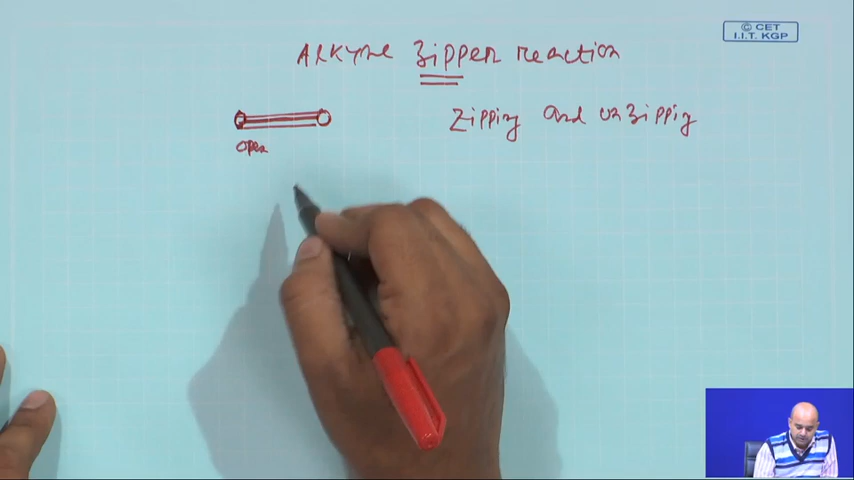 © CET
I.I.T. KGP
Alkyne Zipper reaction
Zipping and unzipping
open